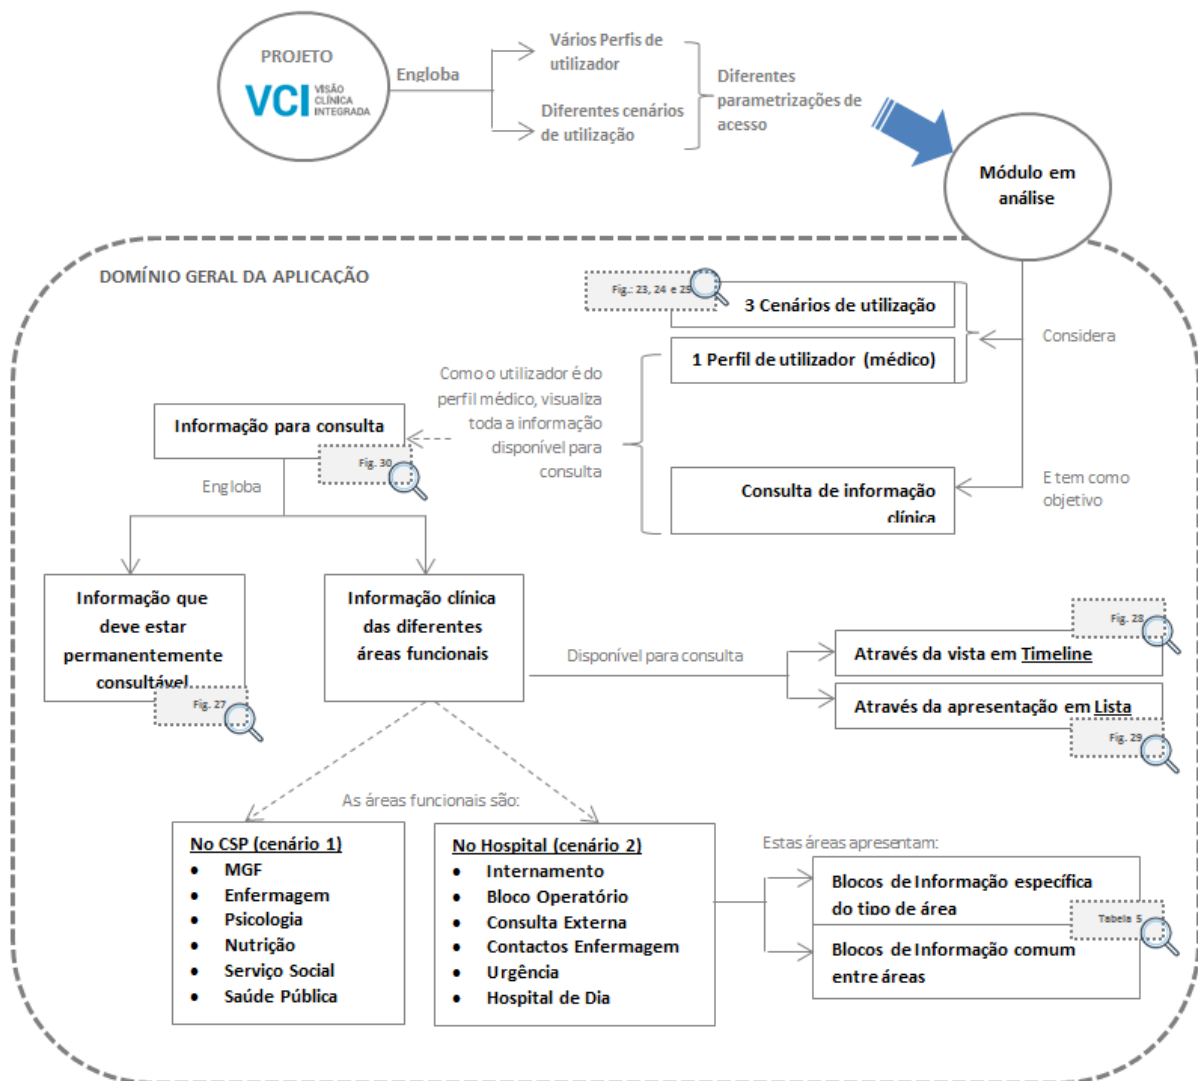 PROJETO
VCI VISÃO
CLÍNICA
INTEGRADA
Engloba
Vários Perfis de
utilizador
Diferentes cenários
de utilização
Diferentes
parametrizações de
acesso
Módulo em
análise
DOMÍNIO GERAL DA APLICAÇÃO
Fig.: 23, 24 e 25
3 Cenários de utilização
1 Perfil de utilizador (médico)
Considera
Como o utilizador é do
perfil médico, visualiza
toda a informação
disponível para
consulta
Informação para consulta
Fig. 30
Engloba
Consulta de informação
clínica
E tem como
objetivo
Informação que
deve estar
permanentemente
consultável
Fig. 27
Informação clínica
das diferentes
áreas funcionais
Disponível para consulta
Fig. 28
Através da vista em Timeline
Através da apresentação em Lista
Fig. 29
As áreas funcionais são:
No CSP (cenário 1)
• MGF
• Enfermagem
• Psicologia
• Nutrição
• Serviço Social
• Saúde Pública
No Hospital (cenário 2)
• Internamento
• Bloco Operatório
• Consulta Externa
• Contactos Enfermagem
• Urgência
• Hospital de Dia
Estas áreas apresentam:
Blocos de Informação específica
do tipo de área
Tabela 5
Blocos de Informação comum
entre áreas